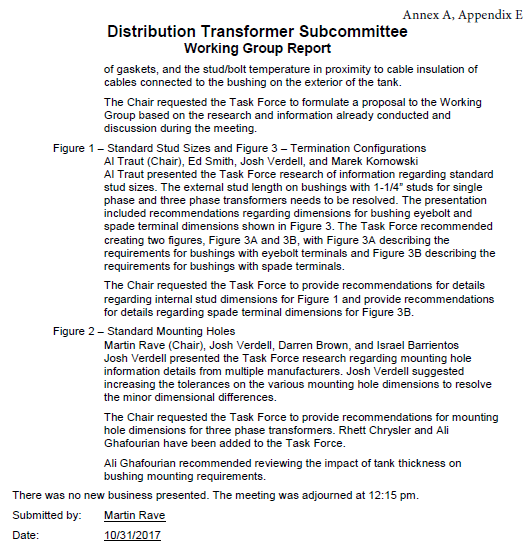 Annex A, Appendix E
Distribution Transformer Subcommittee
Working Group Report
of gaskets, and the stud/bolt temperature in proximity to cable insulation of
cables connected to the bushing on the exterior of the tank.
The Chair requested the Task Force to formulate a proposal to the Working
Group based on the research and information already conducted and
discussion during the meeting.
Figure 1 – Standard Stud Sizes and Figure 3 – Termination Configurations
Al Traut (Chair), Ed Smith, Josh Verdell, and Marek Kornowski
Al Traut presented the Task Force research of information regarding standard
stud sizes. The external stud length on bushings with 1-1/4” studs for single
phase and three phase transformers needs to be resolved. The presentation
included recommendations regarding dimensions for bushing eyebolt and
spade terminal dimensions shown in Figure 3. The Task Force recommended
creating two figures, Figure 3A and 3B, with Figure 3A describing the
requirements for bushings with eyebolt terminals and Figure 3B describing the
requirements for bushings with spade terminals.
The Chair requested the Task Force to provide recommendations for details
regarding internal stud dimensions for Figure 1 and provide recommendations
for details regarding spade terminal dimensions for Figure 3B.
Figure 2 – Standard Mounting Holes
Martin Rave (Chair), Josh Verdell, Darren Brown, and Israel Barrientos
Josh Verdell presented the Task Force research regarding mounting hole
information details from multiple manufacturers. Josh Verdell suggested
increasing the tolerances on the various mounting hole dimensions to resolve
the minor dimensional differences.
The Chair requested the Task Force to provide recommendations for mounting
hole dimensions for three phase transformers. Rhett Chrysler and Ali
Ghafourian have been added to the Task Force.
Ali Ghafourian recommended reviewing the impact of tank thickness on
bushing mounting requirements.
There was no new business presented. The meeting was adjourned at 12:15 pm.
Submitted by: Martin Rave
Date: 10/31/2017